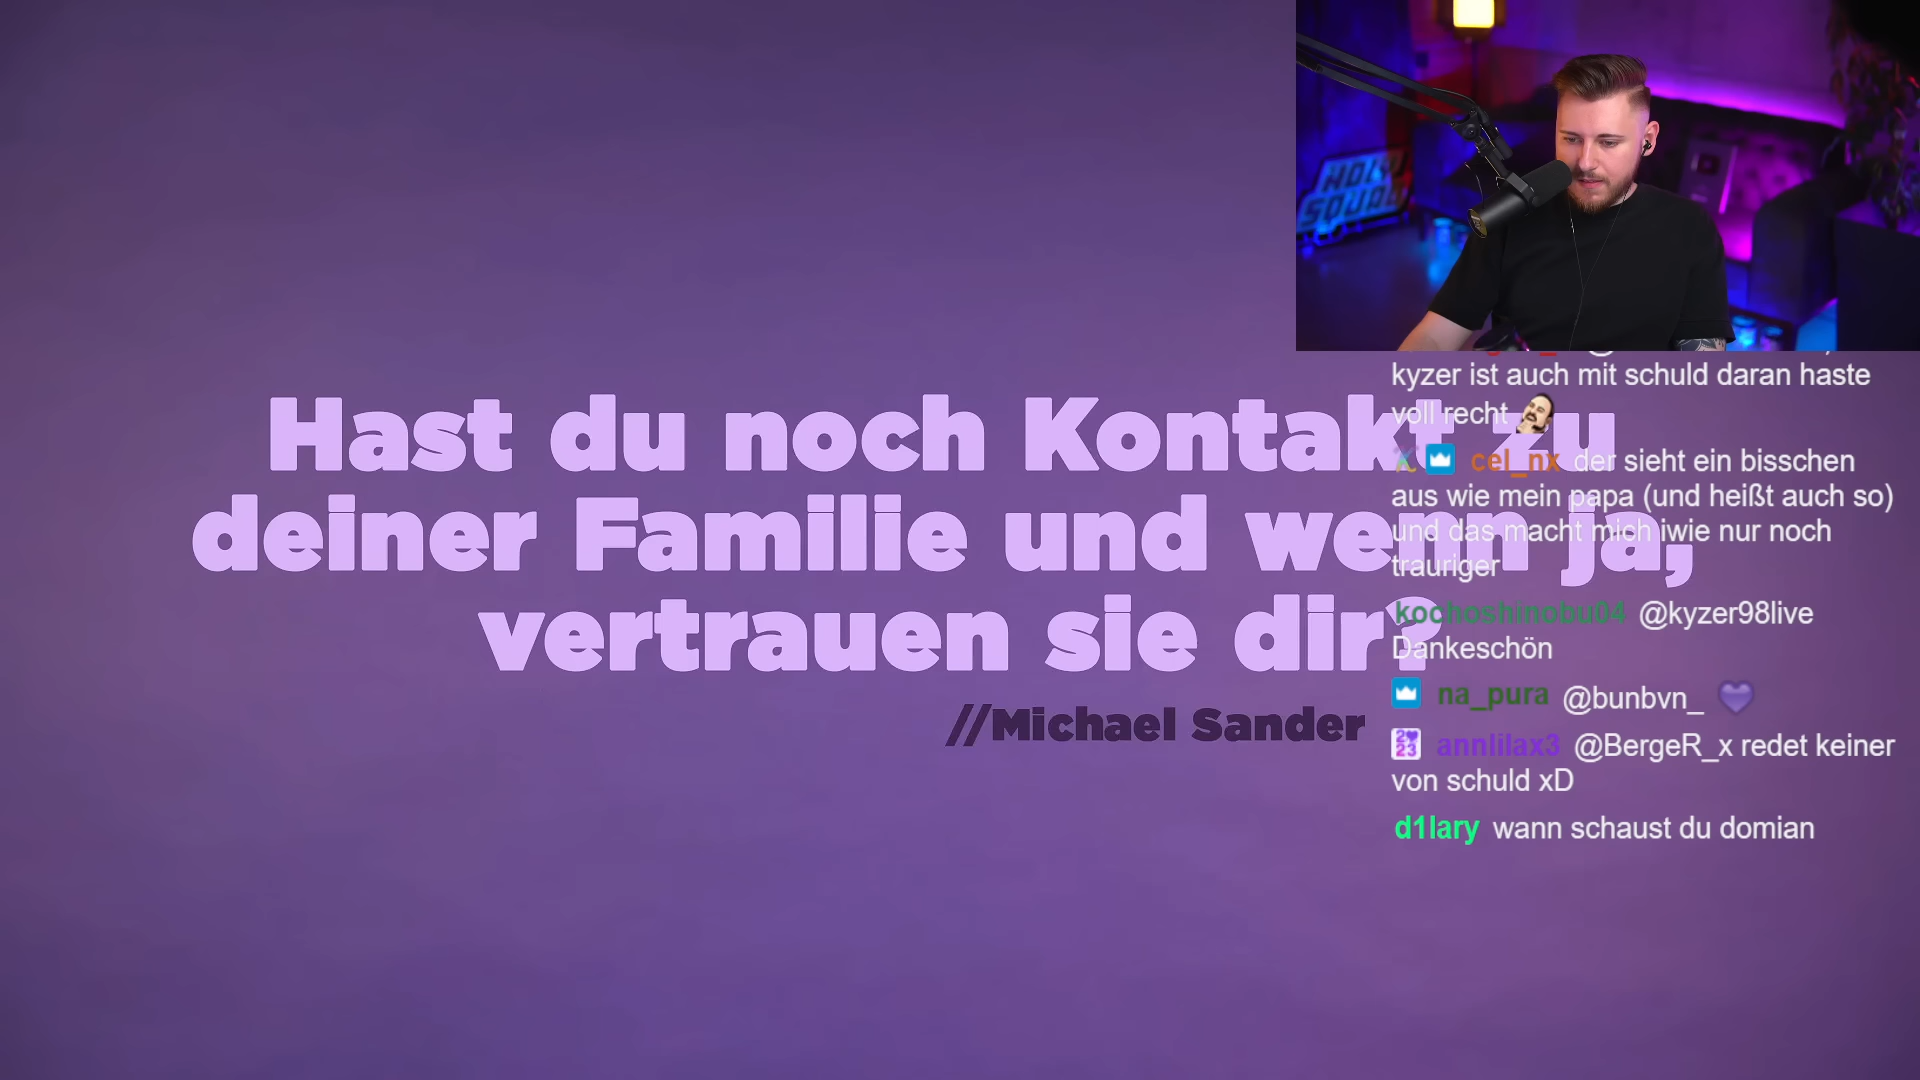 HOLY
SQUAD
Hast du noch Kontakt zu
deiner Familie und wenn ja,
vertrauen sie dir?
//Michael Sander
kyzer ist auch mit schuld daran haste
voll recht
cel_nx der sieht ein bisschen
aus wie mein papa (und heißt auch so)
und das macht mich iwie nur noch
trauriger
kochoshinobu04 @kyzer98live
Dankeschön
na_pura @bunbvn_
annlilax3 @BergeR_x redet keiner
von schuld xD
d1lary wann schaust du domian